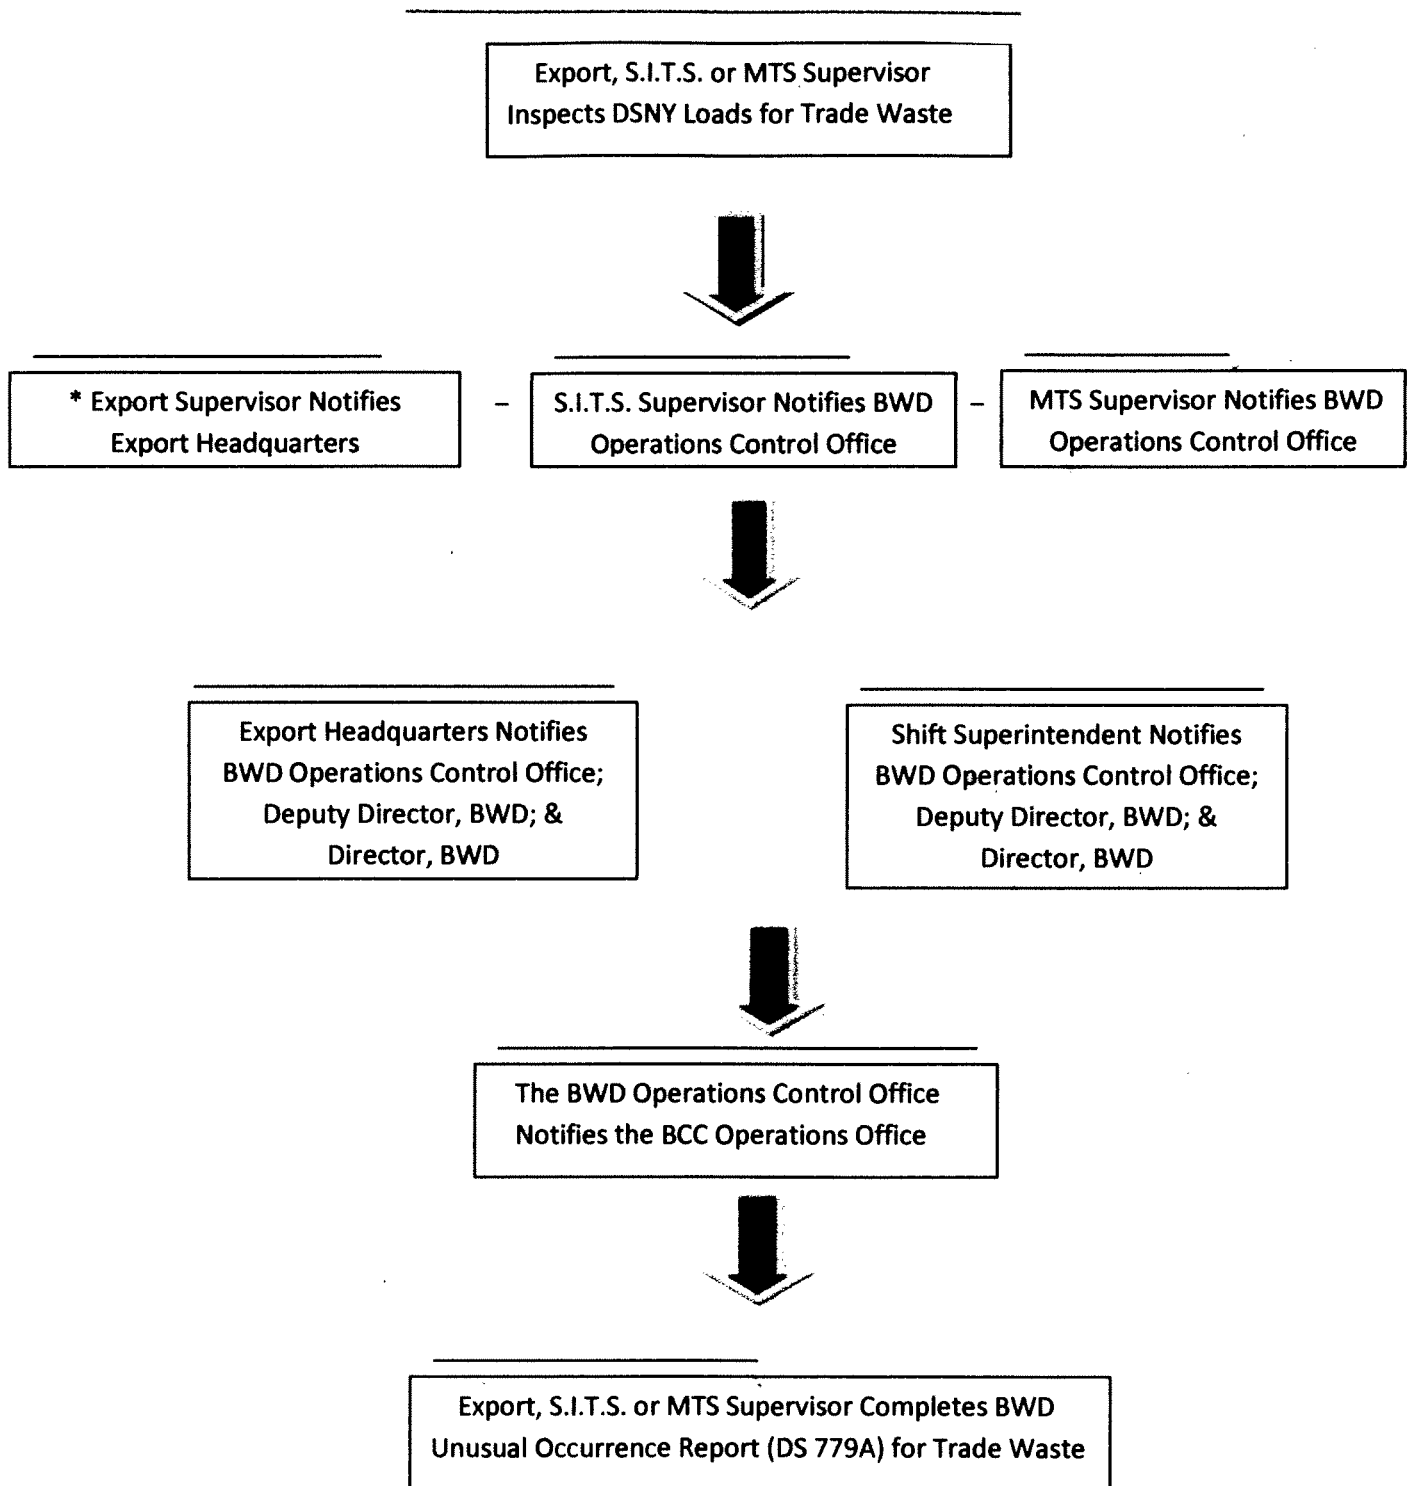 Export, S.I.T.S. or MTS Supervisor
Inspects DSNY Loads for Trade Waste
* Export Supervisor Notifies
Export Headquarters
–
S.I.T.S. Supervisor Notifies BWD
Operations Control Office
–
MTS Supervisor Notifies BWD
Operations Control Office
Export Headquarters Notifies
BWD Operations Control Office;
Deputy Director, BWD; &
Director, BWD
Shift Superintendent Notifies
BWD Operations Control Office;
Deputy Director, BWD; &
Director, BWD
The BWD Operations Control Office
Notifies the BCC Operations Office
Export, S.I.T.S. or MTS Supervisor Completes BWD
Unusual Occurrence Report (DS 779A) for Trade Waste